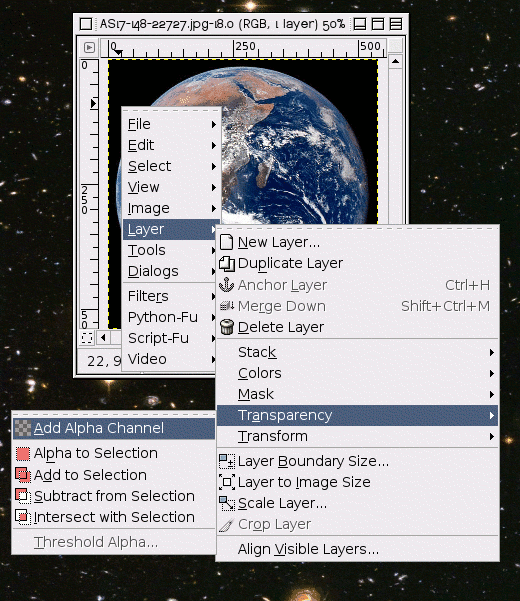 AS17-148-22727.jpg-18.0 (RGB, 1 layer) 50%
0 250 500
0
250
50
22, 9
File
Edit
Select
View
Image
Layer
Tools
Dialogs
Filters
Python-Fu
Script-Fu
Video
New Layer...
Duplicate Layer
Anchor Layer Ctrl+H
Merge Down Shift+Ctrl+M
Delete Layer
Stack
Colors
Mask
Transparency
Transform
Layer Boundary Size...
Layer to Image Size
Scale Layer...
Crop Layer
Align Visible Layers...
Add Alpha Channel
Alpha to Selection
Add to Selection
Subtract from Selection
Intersect with Selection
Threshold Alpha...